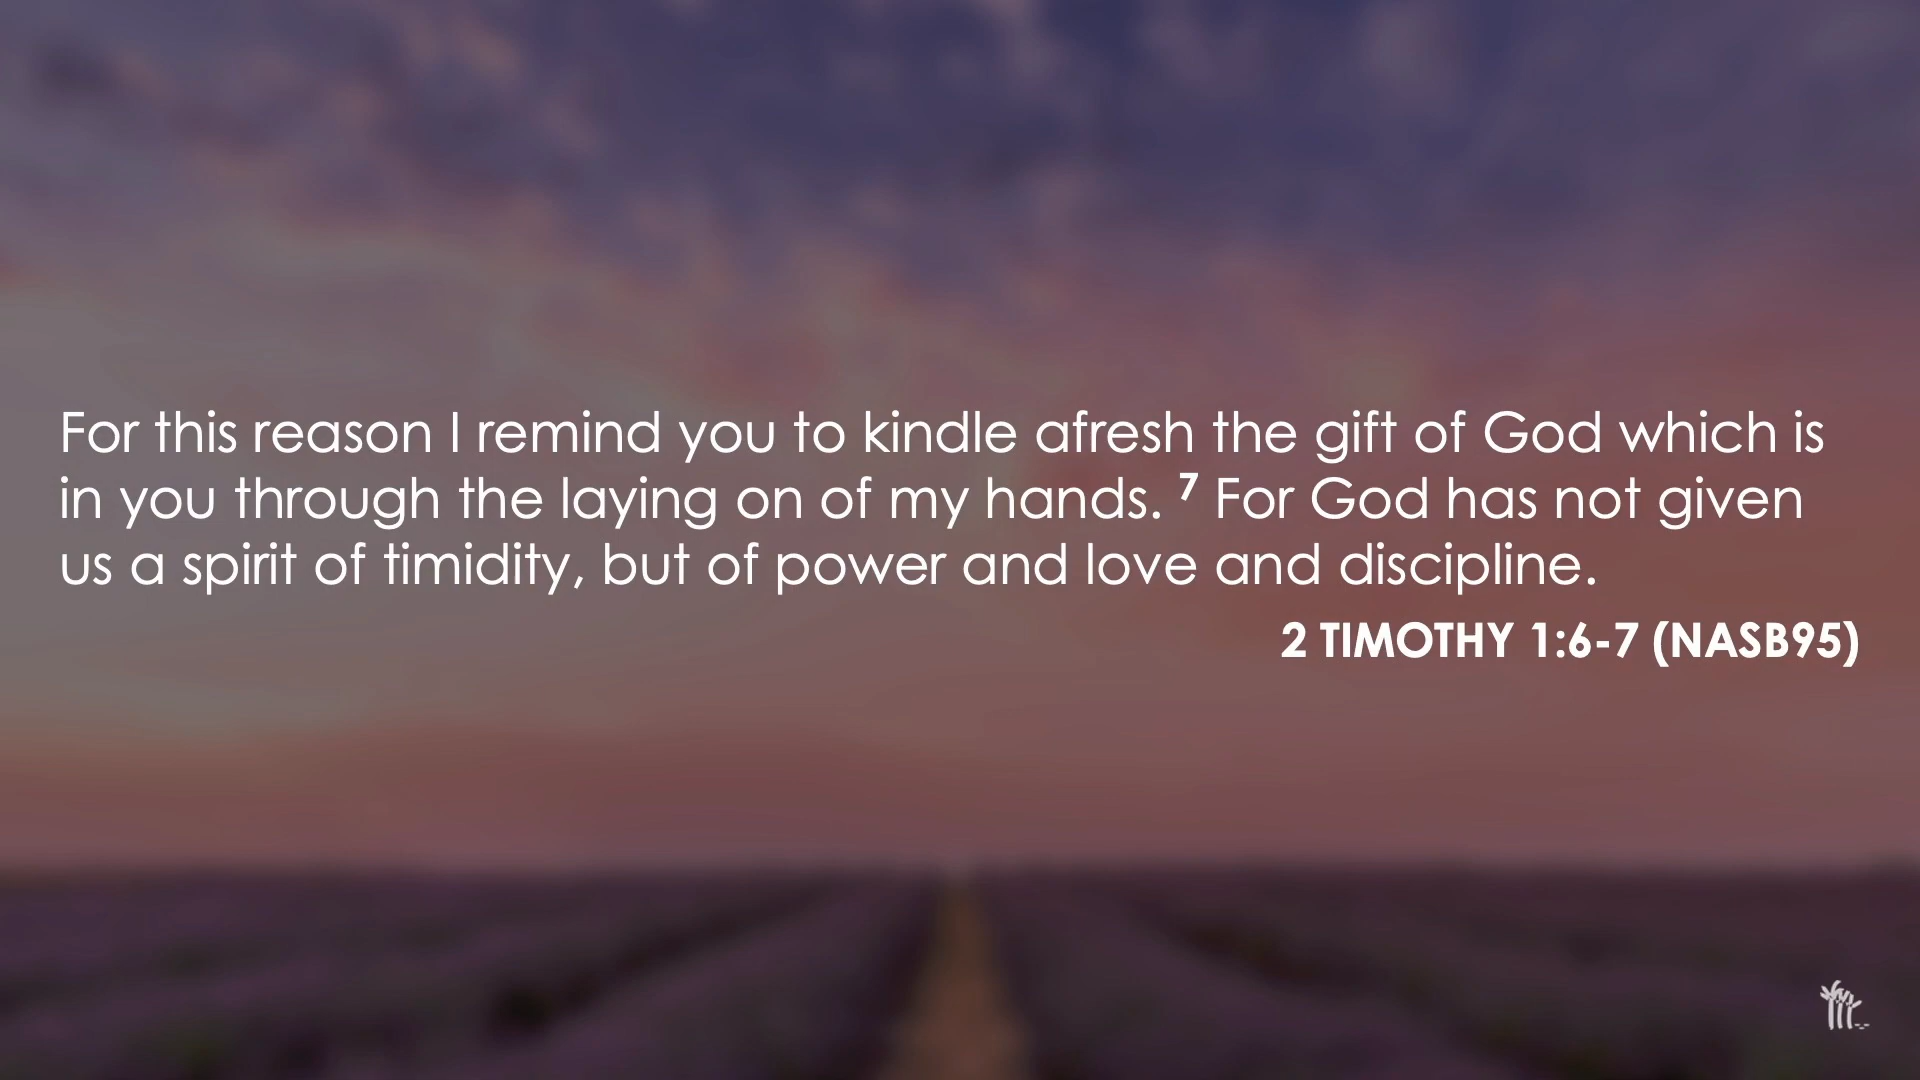 For this reason I remind you to kindle afresh the gift of God which is
in you through the laying on of my hands. ⁷ For God has not given
us a spirit of timidity, but of power and love and discipline.
2 TIMOTHY 1:6-7 (NASB95)